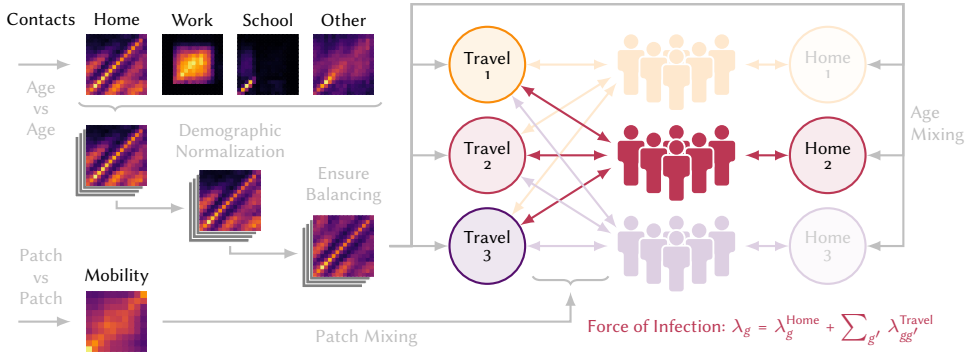 Contacts
Home
Work
School
Other
Age
vs
Age
Demographic
Normalization
Ensure
Balancing
Patch
vs
Patch
Mobility
Patch Mixing
Travel
1
Travel
2
Travel
3
Home
1
Home
2
Home
3
Age
Mixing
Force of Infection: λ_g = λ_g^Home + ∑_g′ λ_gg′^Travel